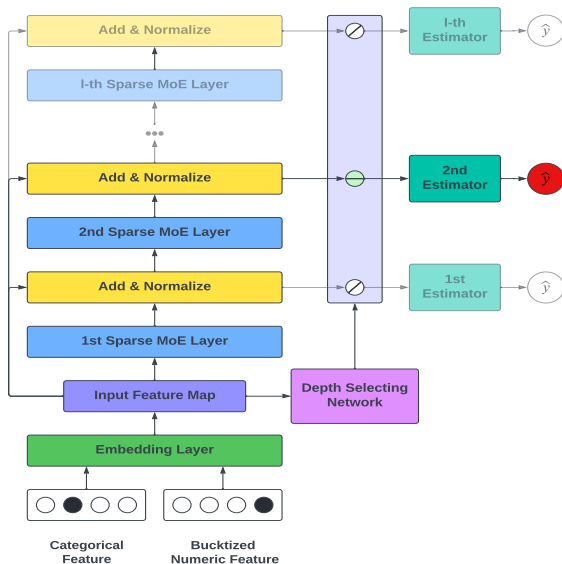 Add & Normalize
l-th
Estimator
ŷ
l-th Sparse MoE Layer
•••
Add & Normalize
2nd
Estimator
ŷ
2nd Sparse MoE Layer
Add & Normalize
1st
Estimator
ŷ
1st Sparse MoE Layer
Input Feature Map
Depth Selecting
Network
Embedding Layer
Categorical
Feature
Bucktized
Numeric Feature